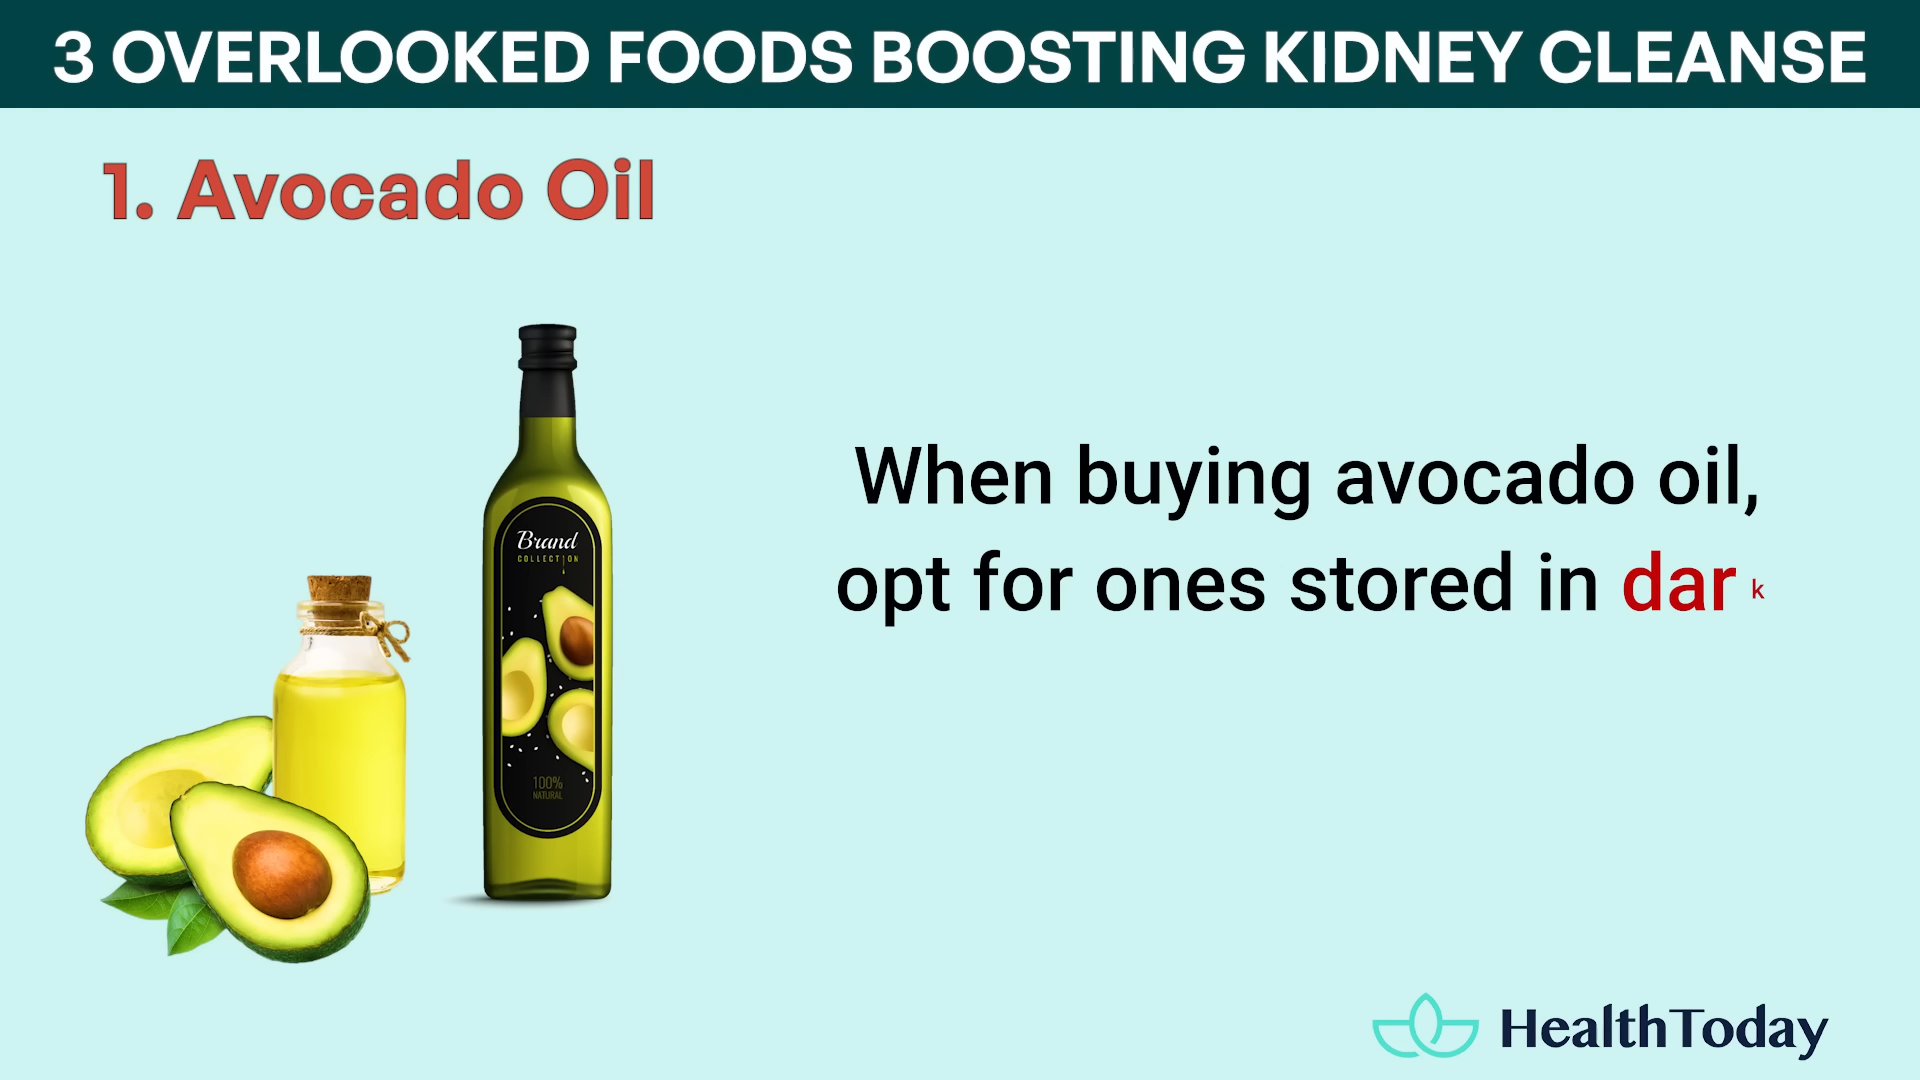 3 OVERLOOKED FOODS BOOSTING KIDNEY CLEANSE
1. Avocado Oil
Brand
COLLECTION
100%
NATURAL
When buying avocado oil,
opt for ones stored in dark
HealthToday